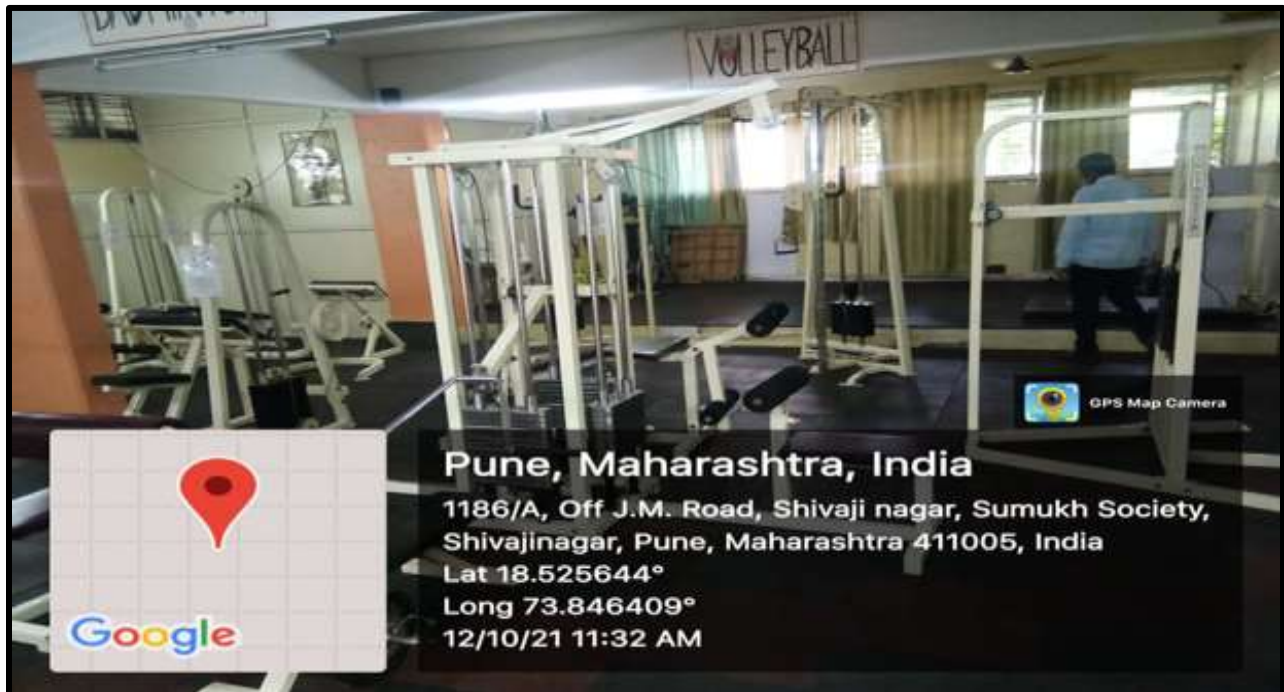 VOLLEYBALL
GPS Map Camera
Pune, Maharashtra, India
1186/A, Off J.M. Road, Shivaji nagar, Sumukh Society,
Shivajinagar, Pune, Maharashtra 411005, India
Lat 18.525644°
Long 73.846409°
12/10/21 11:32 AM
Google